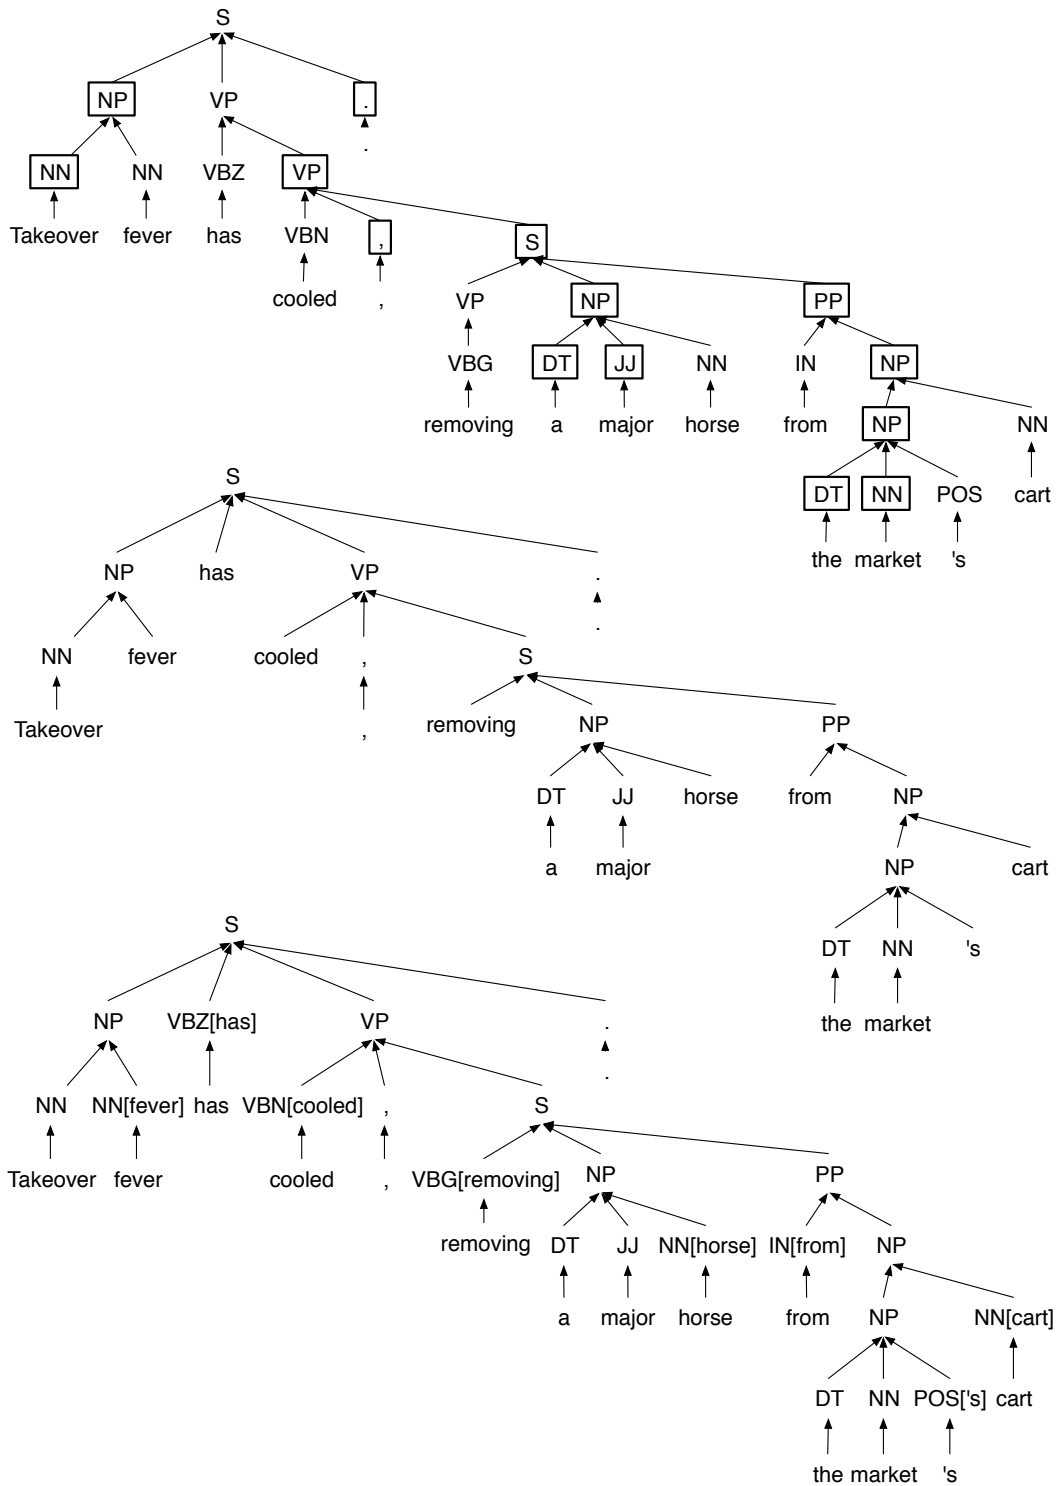 S
NP VP .
NN NN VBZ VP .
Takeover fever has VBN , S
cooled , VP NP PP
VBG DT JJ NN IN NP
removing a major horse from NP NN
S
DT NN POS cart
the market 's
NP has VP .
.
NN fever cooled , S
Takeover , removing NP PP
DT JJ horse from NP
a major NP cart
S
DT NN 's
the market
NP VBZ[has] VP .
.
NN NN[fever] has VBN[cooled] , S
Takeover fever cooled , VBG[removing] NP PP
removing DT JJ NN[horse] IN[from] NP
a major horse from NP NN[cart]
DT NN POS['s] cart
the market 's